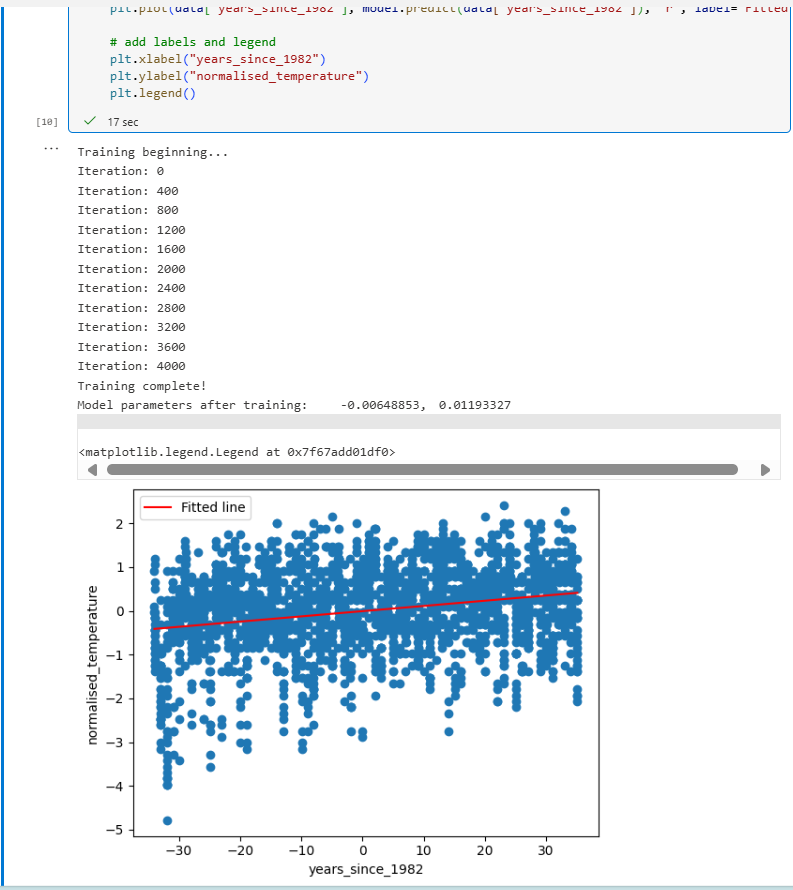 plt.plot(data["years_since_1982"], model.predict(data["years_since_1982"]), 'r', label='Fitted
# add labels and legend
plt.xlabel("years_since_1982")
plt.ylabel("normalised_temperature")
plt.legend()
[10]
17 sec
...
Training beginning...
Iteration: 0
Iteration: 400
Iteration: 800
Iteration: 1200
Iteration: 1600
Iteration: 2000
Iteration: 2400
Iteration: 2800
Iteration: 3200
Iteration: 3600
Iteration: 4000
Training complete!
Model parameters after training:    -0.00648853,  0.01193327
<matplotlib.legend.Legend at 0x7f67add01df0>
Fitted line
2
1
0
−1
−2
−3
−4
−5
normalised_temperature
−30 −20 −10 0 10 20 30
years_since_1982